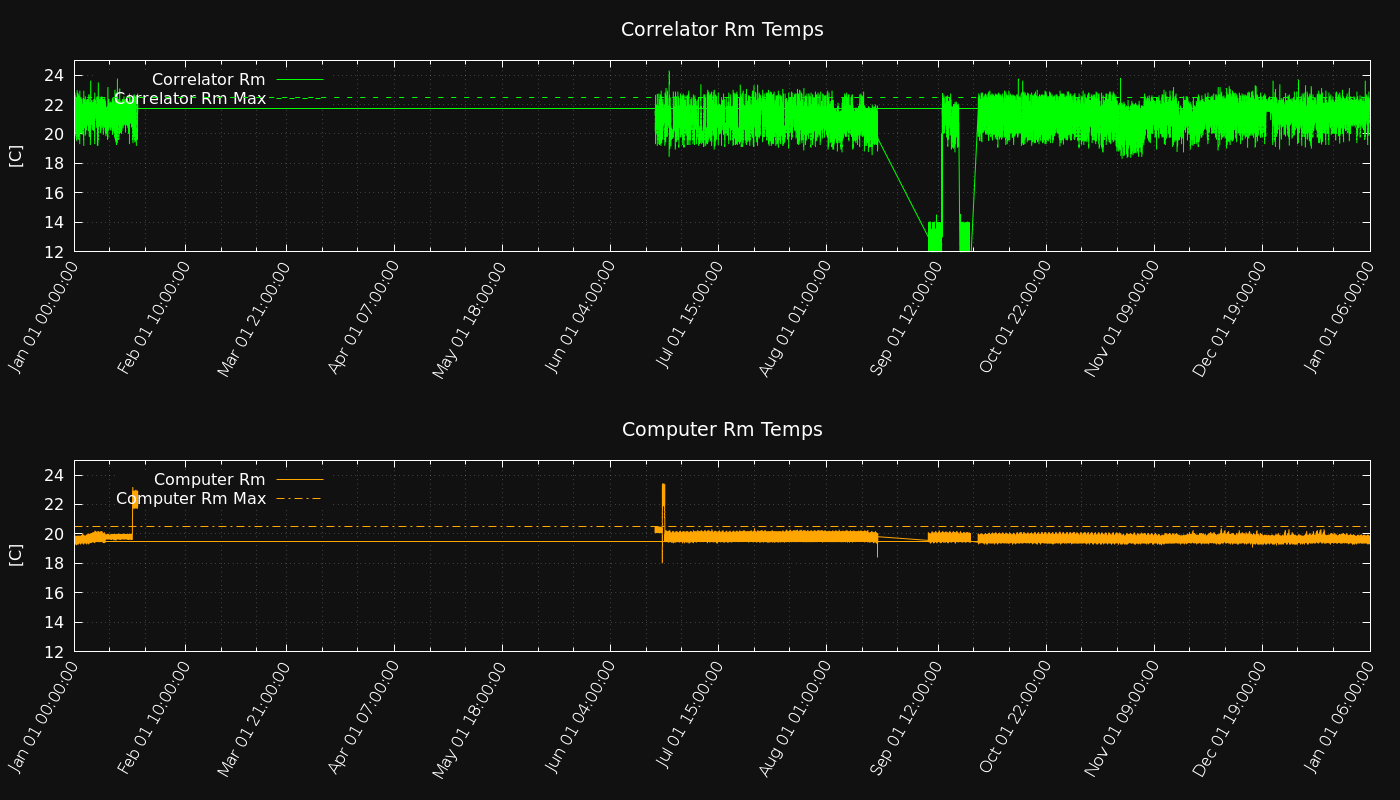 Correlator Rm Temps
Correlator Rm
Correlator Rm Max
[C]
24
22
20
18
16
14
12
Jan 01 00:00:00
Feb 01 10:00:00
Mar 01 21:00:00
Apr 01 07:00:00
May 01 18:00:00
Jun 01 04:00:00
Jul 01 15:00:00
Aug 01 01:00:00
Sep 01 12:00:00
Oct 01 22:00:00
Nov 01 09:00:00
Dec 01 19:00:00
Jan 01 06:00:00
Computer Rm Temps
Computer Rm
Computer Rm Max
[C]
24
22
20
18
16
14
12
Jan 01 00:00:00
Feb 01 10:00:00
Mar 01 21:00:00
Apr 01 07:00:00
May 01 18:00:00
Jun 01 04:00:00
Jul 01 15:00:00
Aug 01 01:00:00
Sep 01 12:00:00
Oct 01 22:00:00
Nov 01 09:00:00
Dec 01 19:00:00
Jan 01 06:00:00